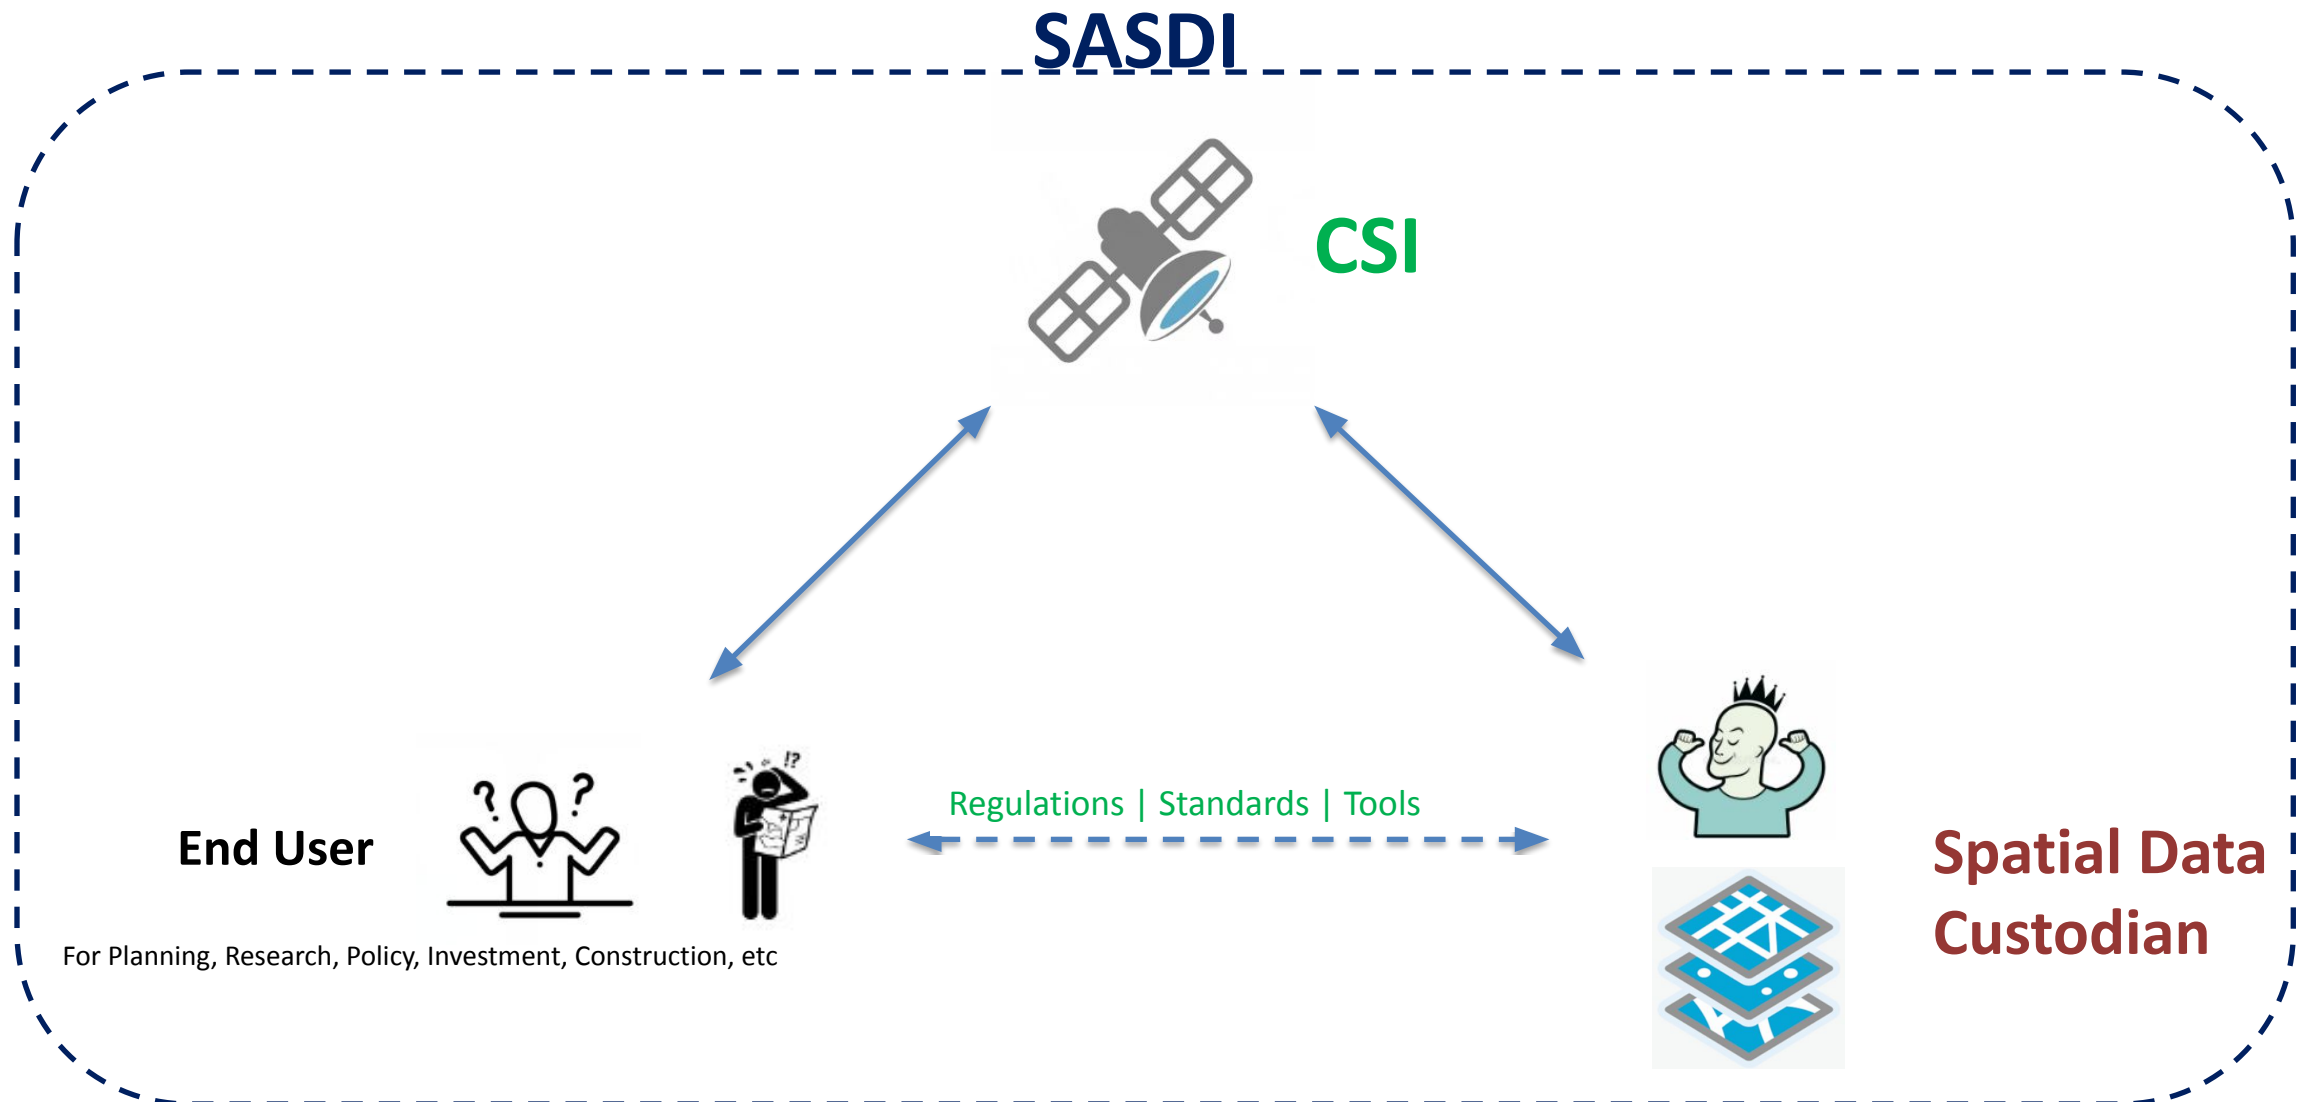 SASDI
CSI
!?
? ?
Regulations | Standards | Tools
End User
Spatial Data
Custodian
For Planning, Research, Policy, Investment, Construction, etc